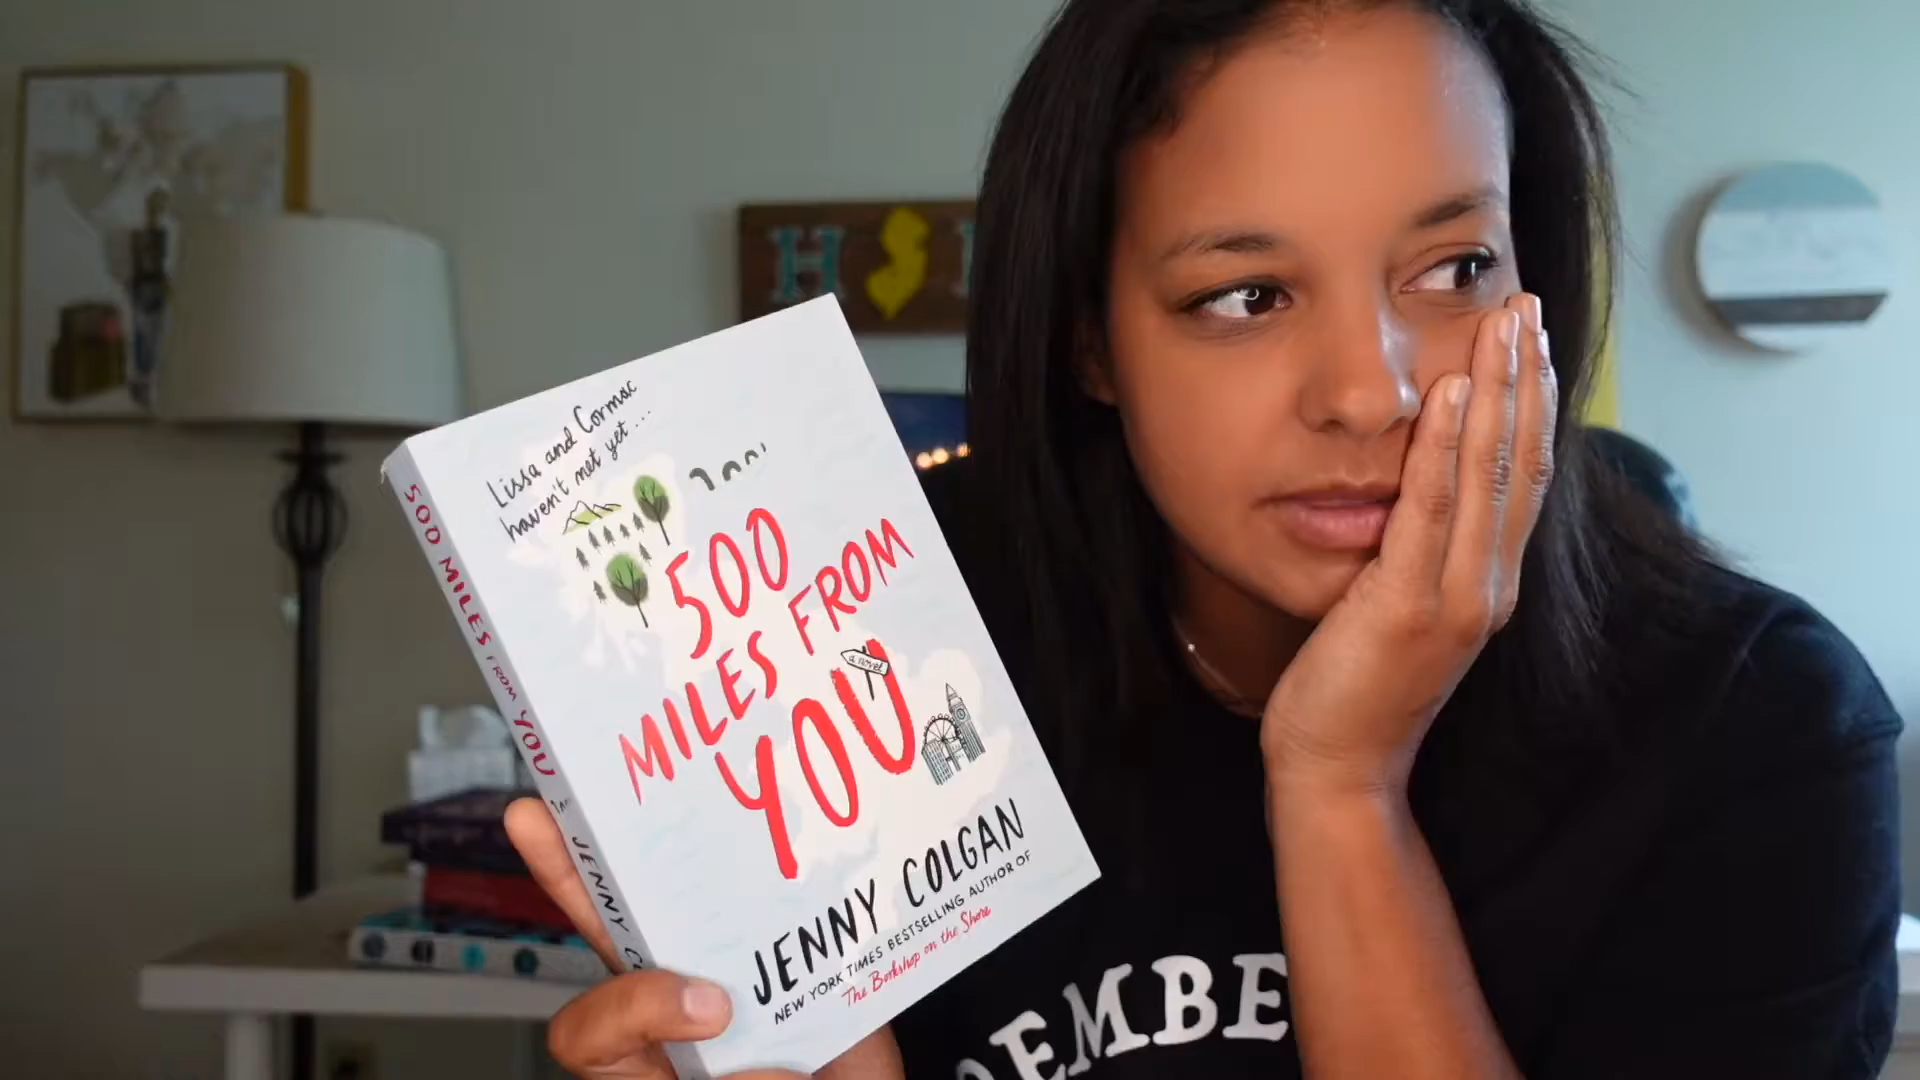 Lissa and Cormac
haven't met yet...
500
MILES FROM
YOU
a novel
JENNY COLGAN
NEW YORK TIMES BESTSELLING AUTHOR OF
The Bookshop on the Shore
500 MILES FROM YOU
JENNY
H
EMBE